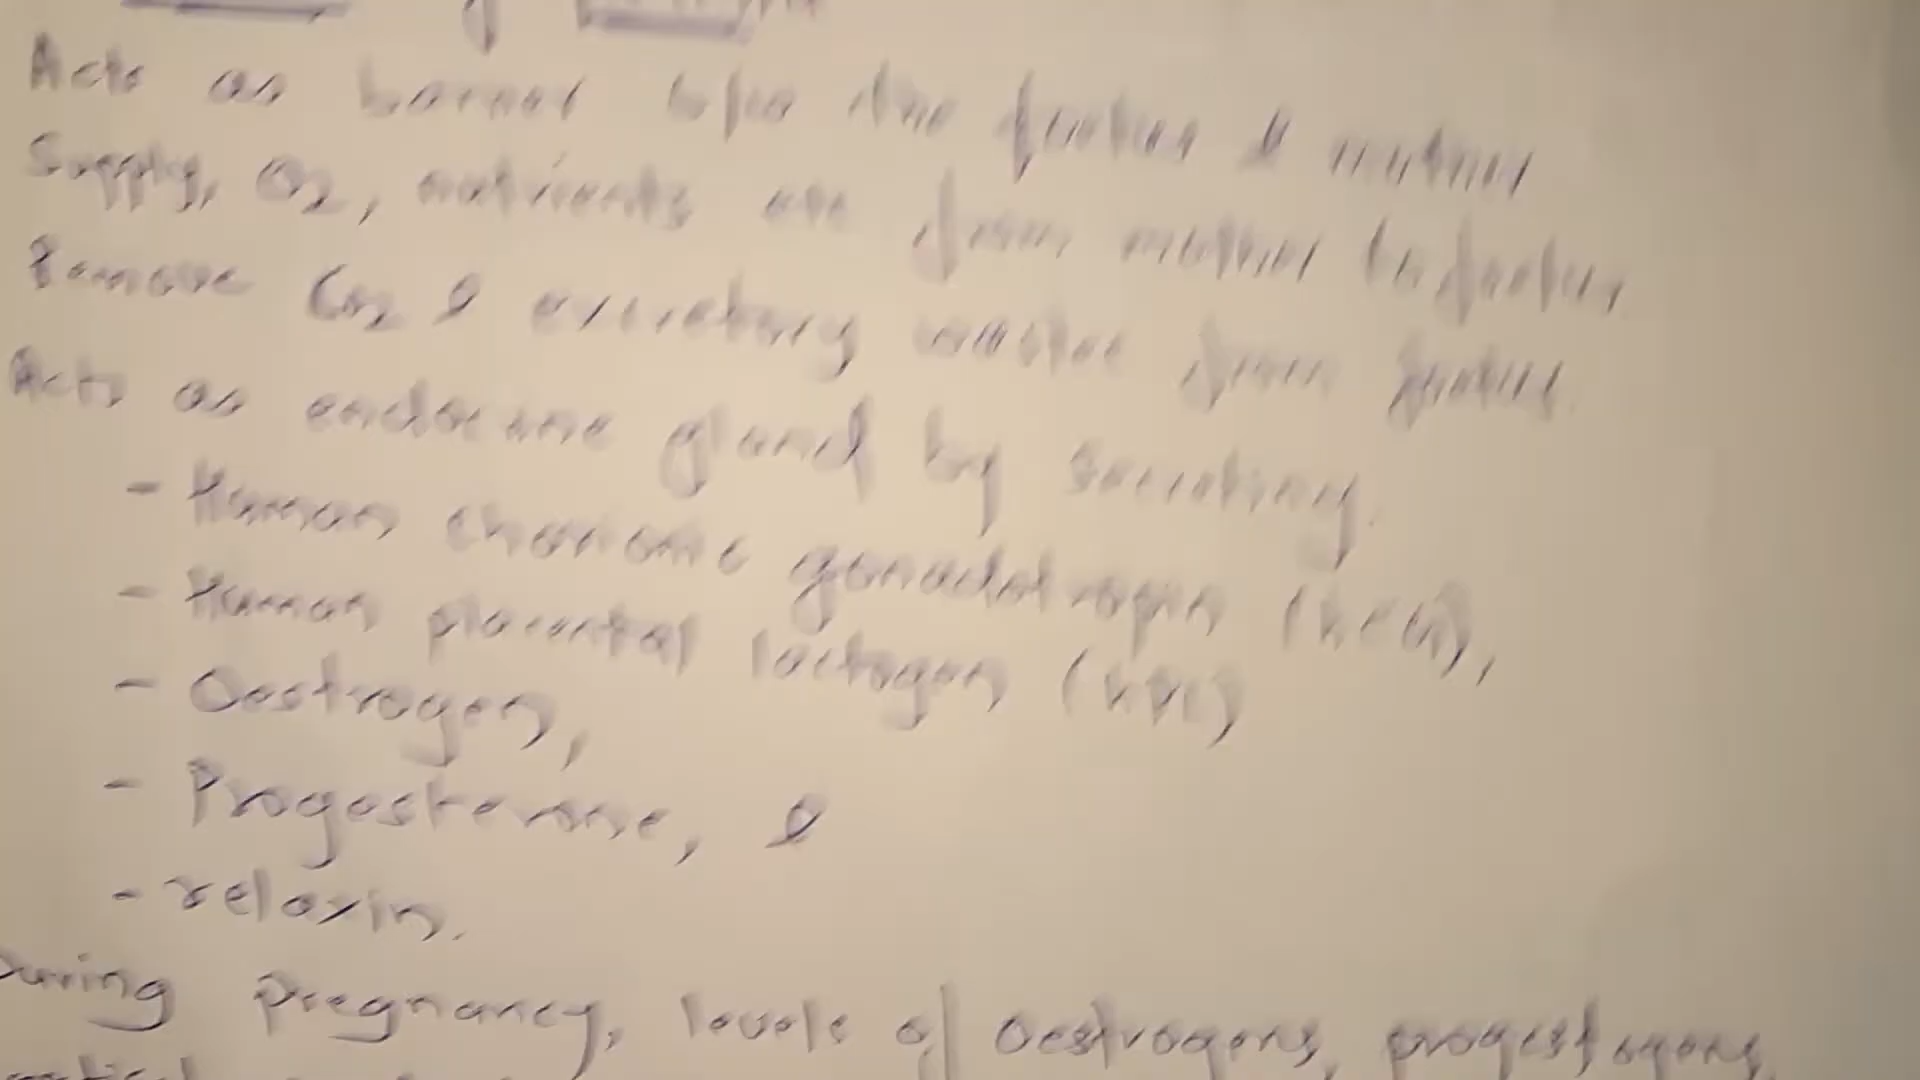 of
Acts as barrier b/w the foetus & mother
Supply, O2, nutrients etc from mother to foetus.
Remove CO2 & excretory wastes from foetus.
Acts as endocrine gland by secreting.
- Human chorionic gonadotropin (hCG),
- Human placental lactogen (hPL)
- Oestrogen,
- Progesterone, &
- relaxin.
During pregnancy, levels of oestrogens, progestogens,